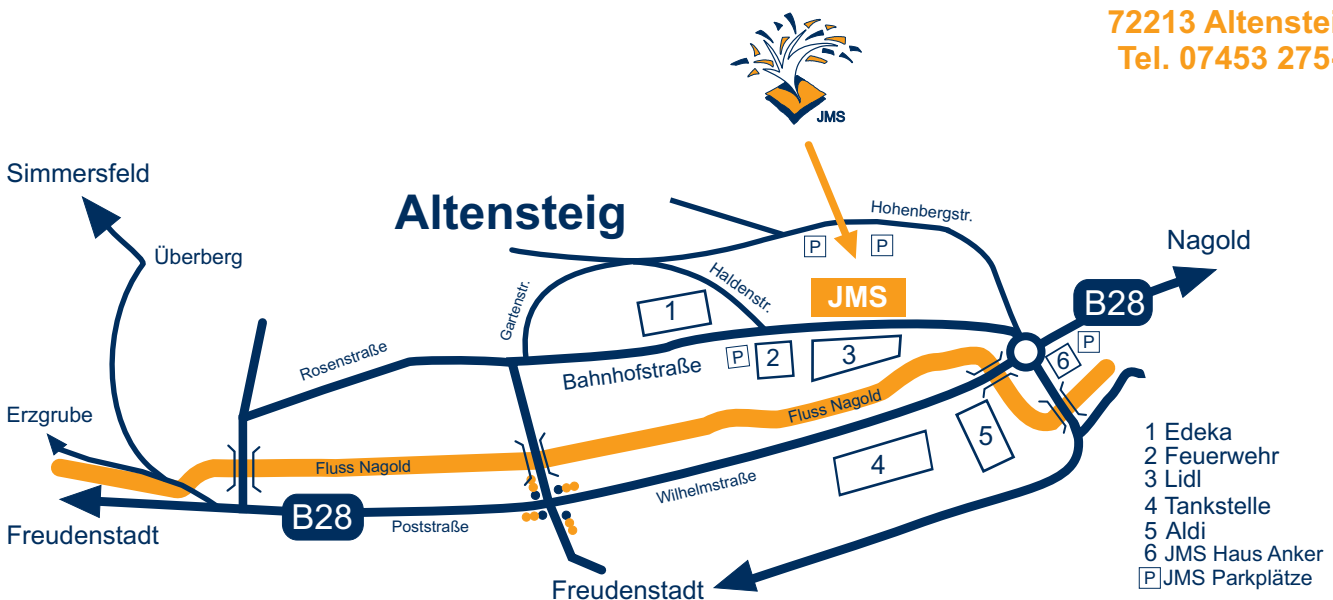 72213 Altenstei
Tel. 07453 275
JMS
Simmersfeld
Altensteig
Hohenbergstr.
P
P
Nagold
Überberg
Haldenstr.
JMS
B28
Gartenstr.
1
Rosenstraße
Bahnhofstraße
P
2
3
6
P
Fluss Nagold
Erzgrube
Fluss Nagold
5
4
Wilhelmstraße
B28
Poststraße
Freudenstadt
Freudenstadt
1 Edeka
2 Feuerwehr
3 Lidl
4 Tankstelle
5 Aldi
6 JMS Haus Anker
P JMS Parkplätze